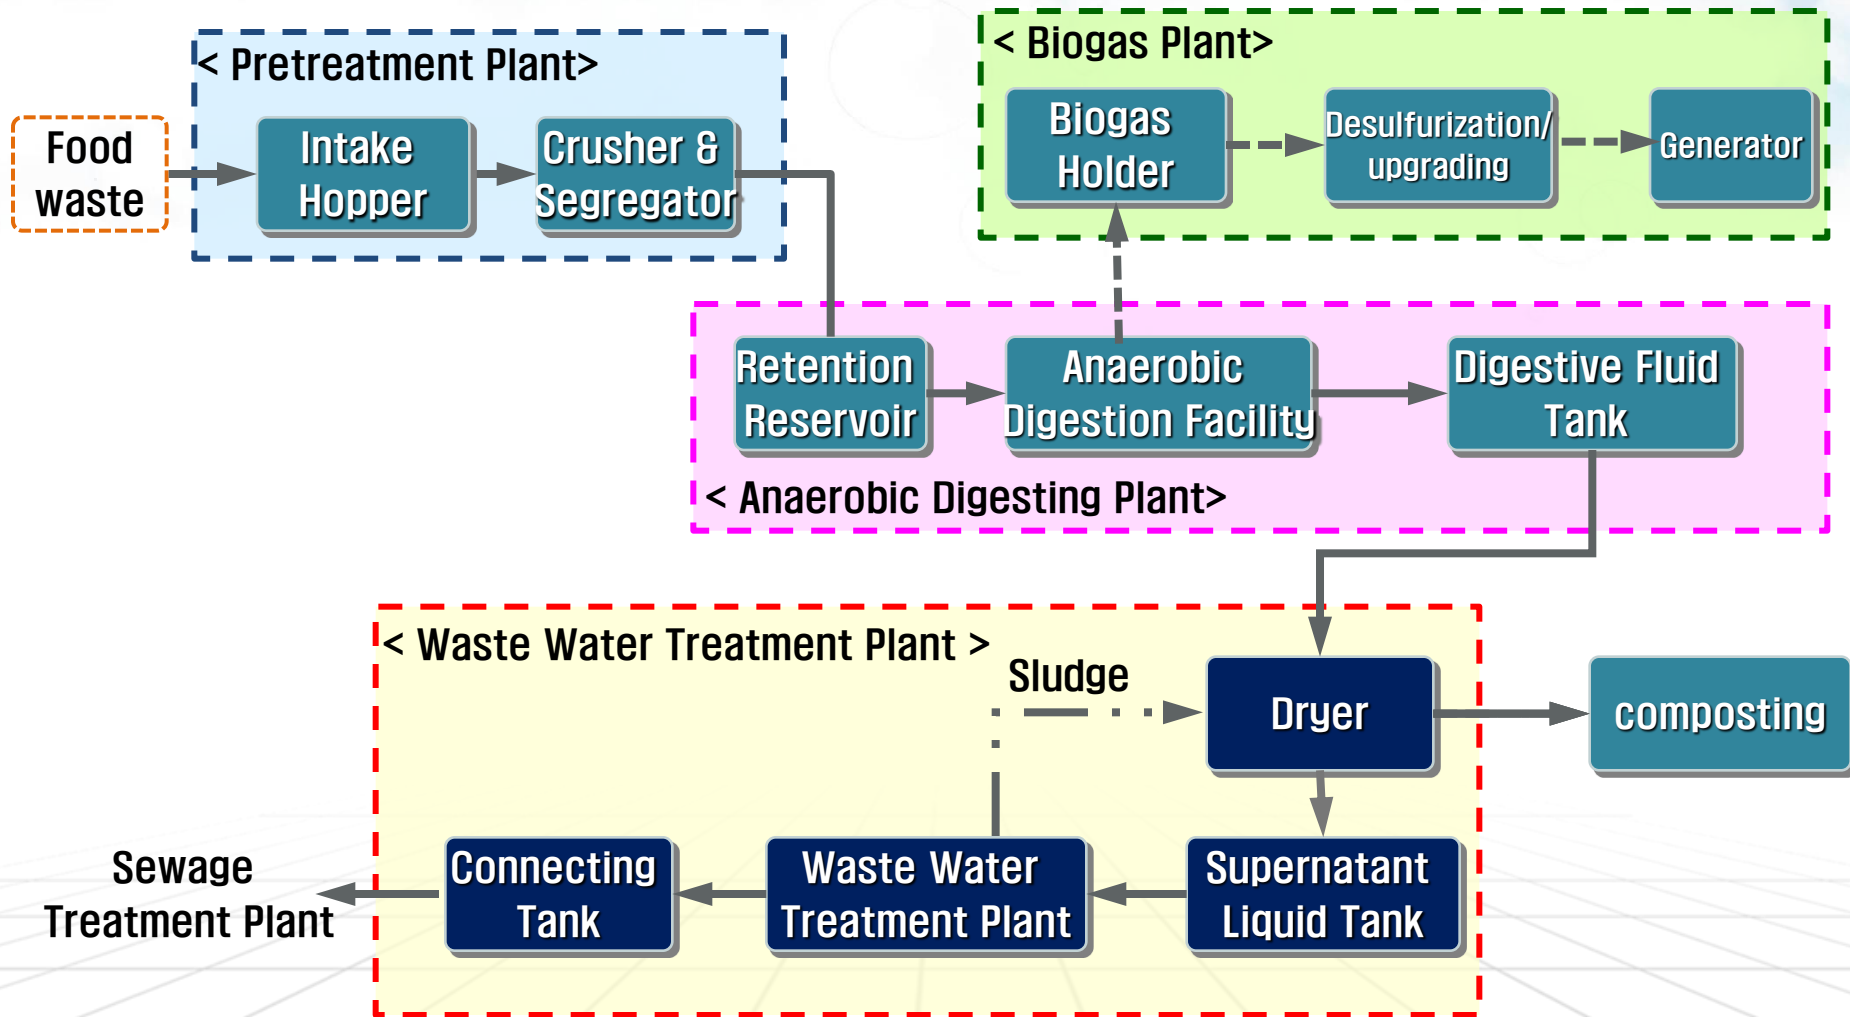 < Pretreatment Plant>
Food
waste
Intake
Hopper
Crusher &
Segregator
< Biogas Plant>
Biogas
Holder
Desulfurization/
upgrading
Generator
Retention
Reservoir
Anaerobic
Digestion Facility
Digestive Fluid
Tank
< Anaerobic Digesting Plant>
< Waste Water Treatment Plant >
Sludge
Dryer
composting
Sewage
Treatment Plant
Connecting
Tank
Waste Water
Treatment Plant
Supernatant
Liquid Tank